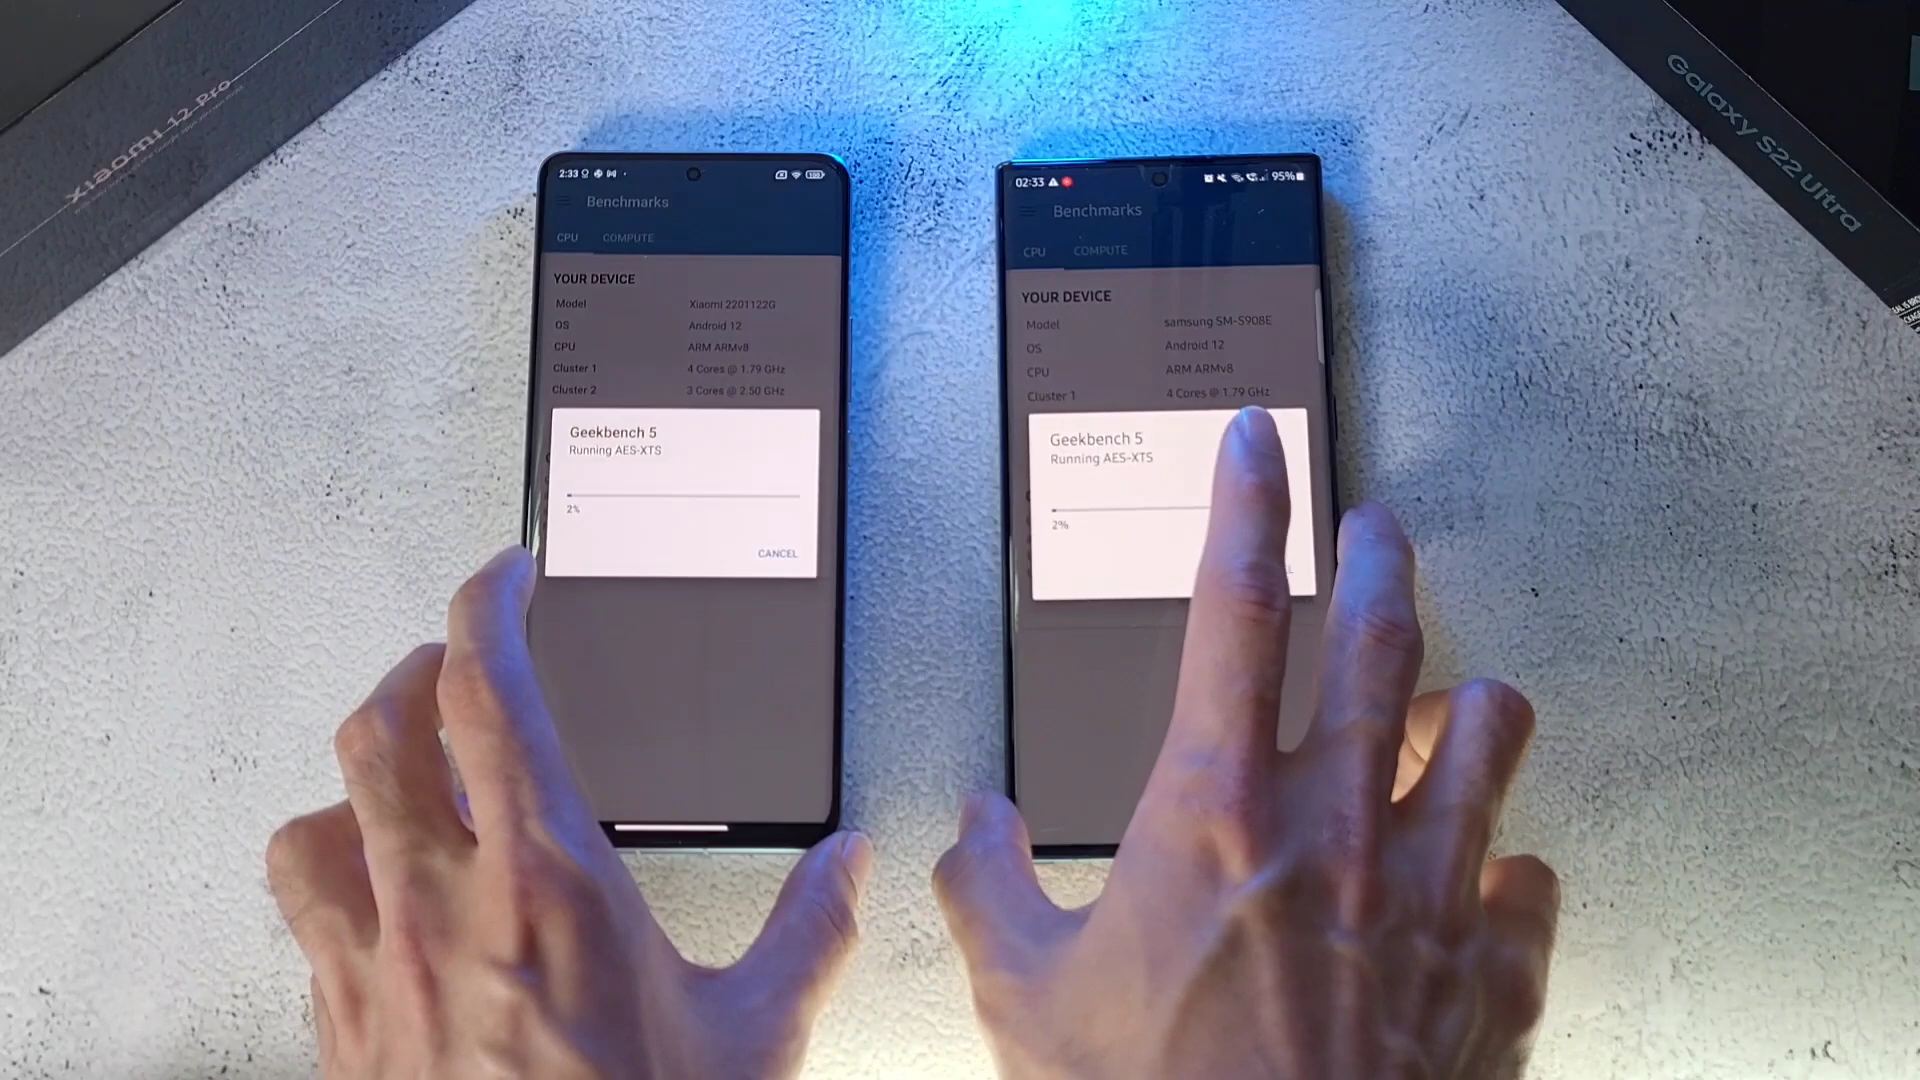 Xiaomi 12 Pro
Galaxy S22 Ultra
2:33
100
Benchmarks
CPU COMPUTE
YOUR DEVICE
Model Xiaomi 2201122G
OS Android 12
CPU ARM ARMv8
Cluster 1 4 Cores @ 1.79 GHz
Cluster 2 3 Cores @ 2.50 GHz
Geekbench 5
Running AES-XTS
2%
CANCEL
02:33
95%
Benchmarks
CPU COMPUTE
YOUR DEVICE
Model samsung SM-S908E
OS Android 12
CPU ARM ARMv8
Cluster 1 4 Cores @ 1.79 GHz
Geekbench 5
Running AES-XTS
2%
L